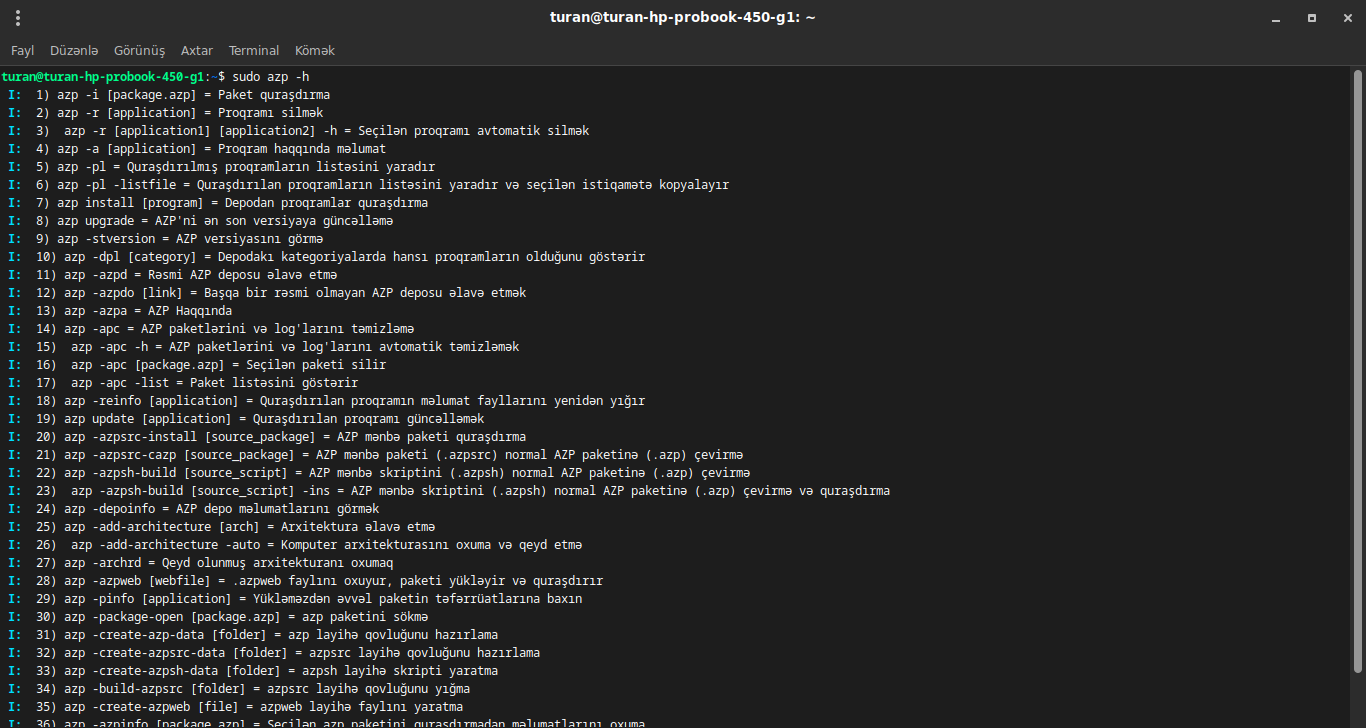 turan@turan-hp-probook-450-g1: ~
Fayl Düzənlə Görünüş Axtar Terminal Kömək
turan@turan-hp-probook-450-g1:~$ sudo azp -h
I: 1) azp -i [package.azp] = Paket quraşdırma
I: 2) azp -r [application] = Proqramı silmək
I: 3) azp -r [application1] [application2] -h = Seçilən proqramı avtomatik silmək
I: 4) azp -a [application] = Proqram haqqında məlumat
I: 5) azp -pl = Quraşdırılmış proqramların listəsini yaradır
I: 6) azp -pl -listfile = Quraşdırılan proqramların listəsini yaradır və seçilən istiqamətə kopyalayır
I: 7) azp install [program] = Depodan proqramlar quraşdırma
I: 8) azp upgrade = AZP'ni ən son versiyaya güncəlləmə
I: 9) azp -stversion = AZP versiyasını görmə
I: 10) azp -dpl [category] = Depodakı kategoriyalarda hansı proqramların olduğunu göstərir
I: 11) azp -azpd = Rəsmi AZP deposu əlavə etmə
I: 12) azp -azpdo [link] = Başqa bir rəsmi olmayan AZP deposu əlavə etmək
I: 13) azp -azpa = AZP Haqqında
I: 14) azp -apc = AZP paketlərini və log'larını təmizləmə
I: 15) azp -apc -h = AZP paketlərini və log'larını avtomatik təmizləmək
I: 16) azp -apc [package.azp] = Seçilən paketi silir
I: 17) azp -apc -list = Paket listəsini göstərir
I: 18) azp -reinfo [application] = Quraşdırılan proqramın məlumat fayllarını yenidən yığır
I: 19) azp update [application] = Quraşdırılan proqramı güncəlləmək
I: 20) azp -azpsrc-install [source_package] = AZP mənbə paketi quraşdırma
I: 21) azp -azpsrc-cazp [source_package] = AZP mənbə paketi (.azpsrc) normal AZP paketinə (.azp) çevirmə
I: 22) azp -azpsh-build [source_script] = AZP mənbə skriptini (.azpsh) normal AZP paketinə (.azp) çevirmə
I: 23) azp -azpsh-build [source_script] -ins = AZP mənbə skriptini (.azpsh) normal AZP paketinə (.azp) çevirmə və quraşdırma
I: 24) azp -depoinfo = AZP depo məlumatlarını görmək
I: 25) azp -add-architecture [arch] = Arxitektura əlavə etmə
I: 26) azp -add-architecture -auto = Komputer arxitekturasını oxuma və qeyd etmə
I: 27) azp -archrd = Qeyd olunmuş arxitekturanı oxumaq
I: 28) azp -azpweb [webfile] = .azpweb faylını oxuyur, paketi yükləyir və quraşdırır
I: 29) azp -pinfo [application] = Yükləməzdən əvvəl paketin təfərrüatlarına baxın
I: 30) azp -package-open [package.azp] = azp paketini sökmə
I: 31) azp -create-azp-data [folder] = azp layihə qovluğunu hazırlama
I: 32) azp -create-azpsrc-data [folder] = azpsrc layihə qovluğunu hazırlama
I: 33) azp -create-azpsh-data [folder] = azpsh layihə skripti yaratma
I: 34) azp -build-azpsrc [folder] = azpsrc layihə qovluğunu yığma
I: 35) azp -create-azpweb [file] = azpweb layihə faylını yaratma
I: 36) azp -azpinfo [package.azp] = Seçilən azp paketini quraşdırmadan məlumatlarını oxuma